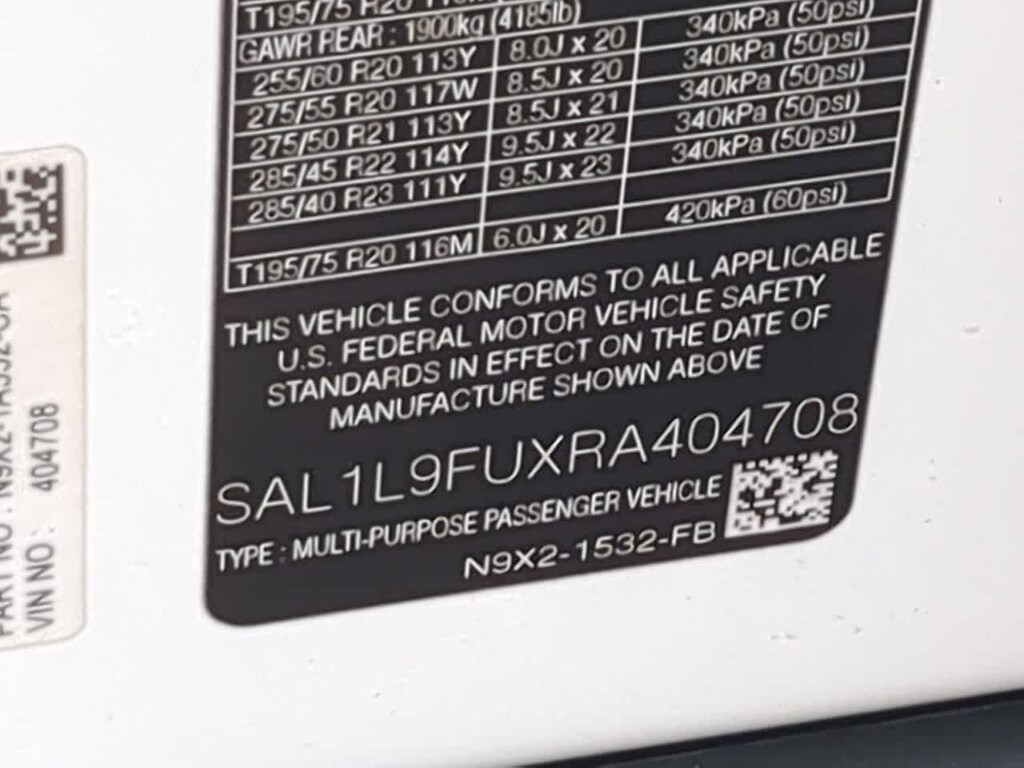 T195/75 R20
GAWR REAR : 1900kg (4185lb)
340kPa (50psi)
255/60 R20 113Y 8.0J x 20 340kPa (50psi)
275/55 R20 117W 8.5J x 20 340kPa (50psi)
275/50 R21 113Y 8.5J x 21 340kPa (50psi)
285/45 R22 114Y 9.5J x 22 340kPa (50psi)
285/40 R23 111Y 9.5J x 23
T195/75 R20 116M 6.0J x 20 420kPa (60psi)
THIS VEHICLE CONFORMS TO ALL APPLICABLE
U.S. FEDERAL MOTOR VEHICLE SAFETY
STANDARDS IN EFFECT ON THE DATE OF
MANUFACTURE SHOWN ABOVE
SAL1L9FUXRA404708
TYPE : MULTI-PURPOSE PASSENGER VEHICLE
N9X2-1532-FB
VIN NO : 404708